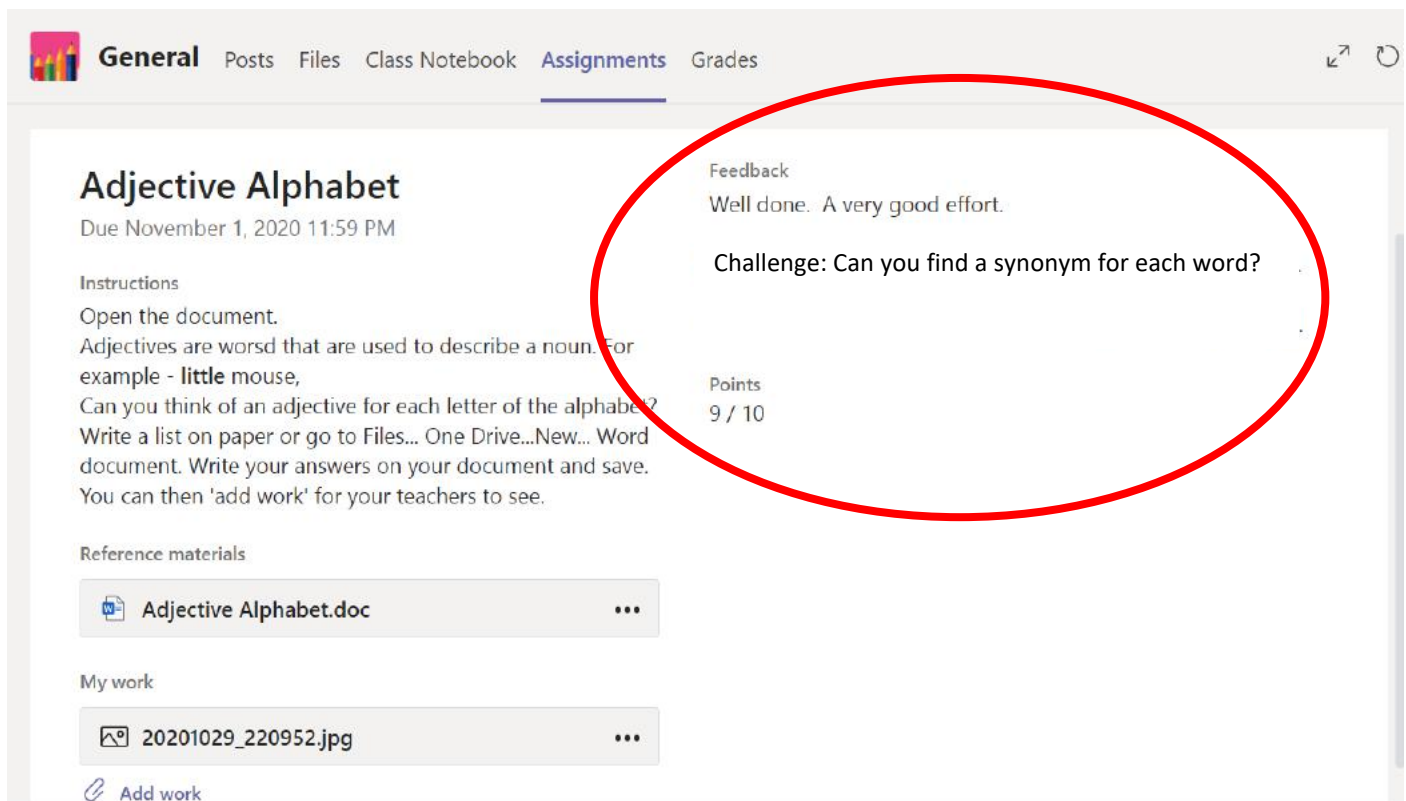 General Posts Files Class Notebook Assignments Grades
Adjective Alphabet
Due November 1, 2020 11:59 PM
Instructions
Open the document.
Adjectives are worsd that are used to describe a noun. For
example - little mouse,
Can you think of an adjective for each letter of the alphabet?
Write a list on paper or go to Files... One Drive...New... Word
document. Write your answers on your document and save.
You can then 'add work' for your teachers to see.
Reference materials
Adjective Alphabet.doc
My work
20201029_220952.jpg
Add work
Feedback
Well done. A very good effort.
Challenge: Can you find a synonym for each word?
Points
9 / 10